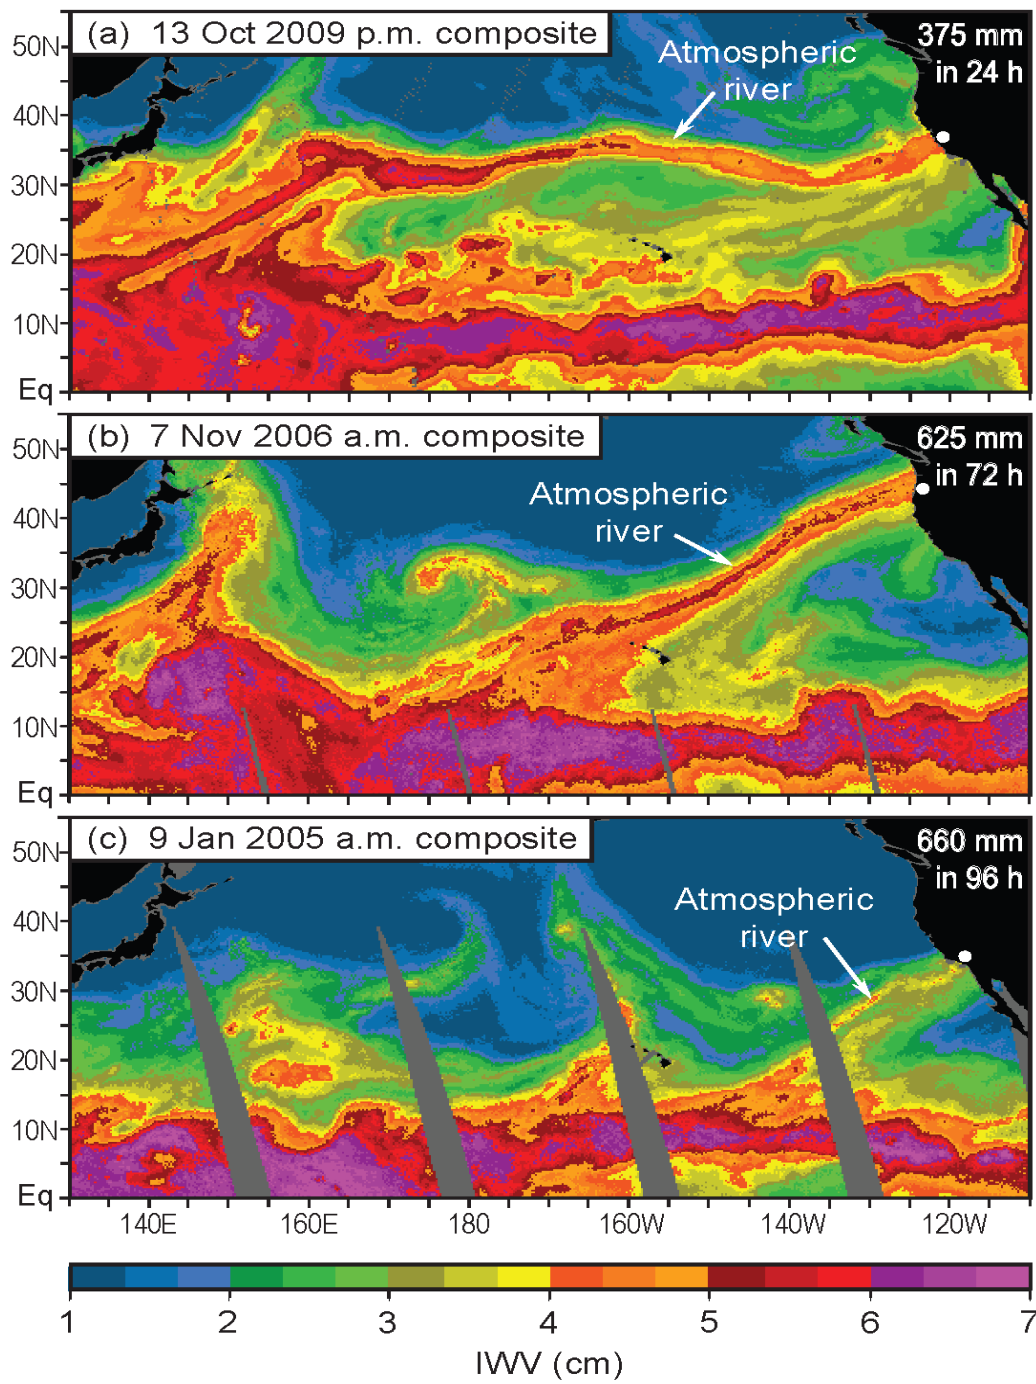 (a) 13 Oct 2009 p.m. composite
375 mm
in 24 h
Atmospheric
river
50N
40N
30N
20N
10N
Eq
(b) 7 Nov 2006 a.m. composite
625 mm
in 72 h
Atmospheric
river
50N
40N
30N
20N
10N
Eq
(c) 9 Jan 2005 a.m. composite
660 mm
in 96 h
Atmospheric
river
50N
40N
30N
20N
10N
Eq
140E 160E 180 160W 140W 120W
1 2 3 4 5 6 7
IWV (cm)